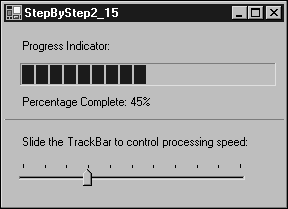 StepByStep2_15
Progress Indicator:
Percentage Complete: 45%
Slide the TrackBar to control processing speed: